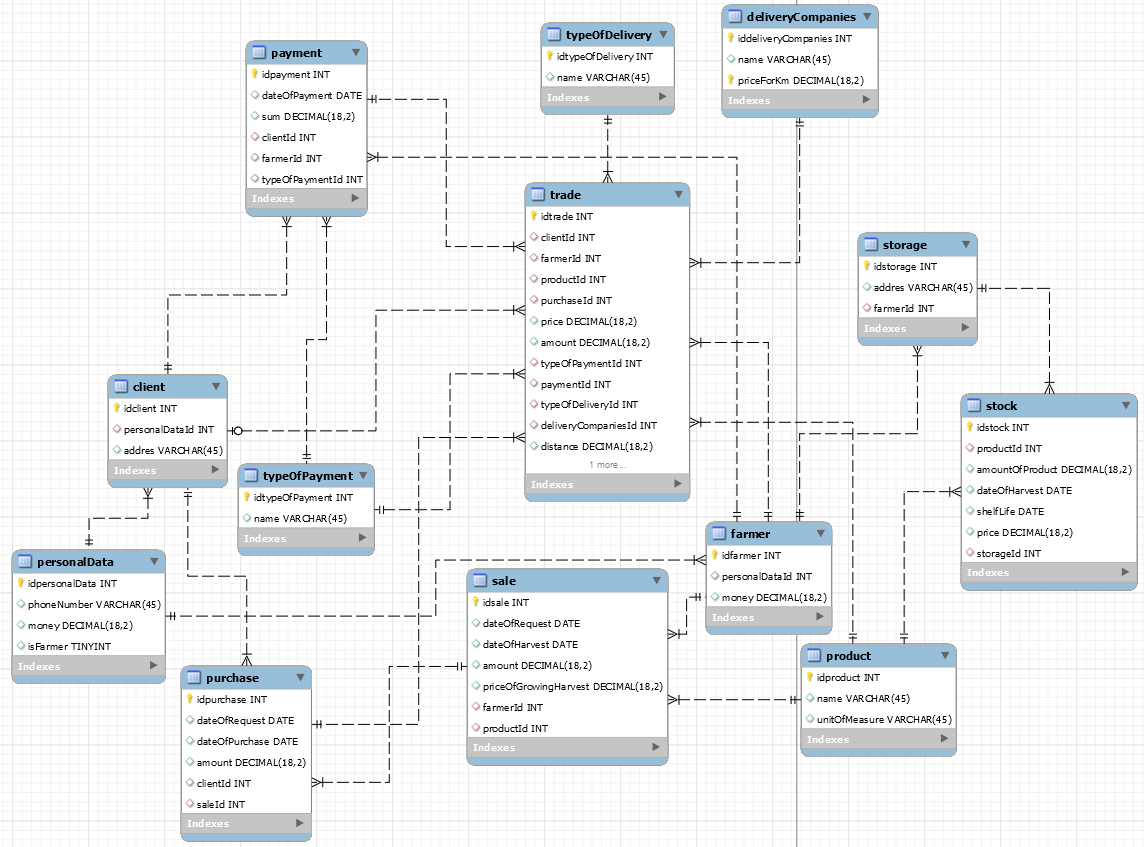 payment
idpayment INT
dateOfPayment DATE
sum DECIMAL(18,2)
clientId INT
farmerId INT
typeOfPaymentId INT
Indexes
typeOfDelivery
idtypeOfDelivery INT
name VARCHAR(45)
Indexes
deliveryCompanies
iddeliveryCompanies INT
name VARCHAR(45)
priceForKm DECIMAL(18,2)
Indexes
trade
idtrade INT
clientId INT
farmerId INT
productId INT
purchaseId INT
price DECIMAL(18,2)
amount DECIMAL(18,2)
typeOfPaymentId INT
paymentId INT
typeOfDeliveryId INT
deliveryCompaniesId INT
distance DECIMAL(18,2)
1 more...
Indexes
storage
idstorage INT
addres VARCHAR(45)
farmerId INT
Indexes
client
idclient INT
personalDataId INT
addres VARCHAR(45)
Indexes
typeOfPayment
idtypeOfPayment INT
name VARCHAR(45)
Indexes
stock
idstock INT
productId INT
amountOfProduct DECIMAL(18,2)
dateOfHarvest DATE
shelfLife DATE
price DECIMAL(18,2)
storageId INT
Indexes
personalData
idpersonalData INT
phoneNumber VARCHAR(45)
money DECIMAL(18,2)
isFarmer TINYINT
Indexes
sale
idsale INT
dateOfRequest DATE
dateOfHarvest DATE
amount DECIMAL(18,2)
priceOfGrowingHarvest DECIMAL(18,2)
farmerId INT
productId INT
Indexes
farmer
idfarmer INT
personalDataId INT
money DECIMAL(18,2)
Indexes
purchase
idpurchase INT
dateOfRequest DATE
dateOfPurchase DATE
amount DECIMAL(18,2)
clientId INT
saleId INT
Indexes
product
idproduct INT
name VARCHAR(45)
unitOfMeasure VARCHAR(45)
Indexes